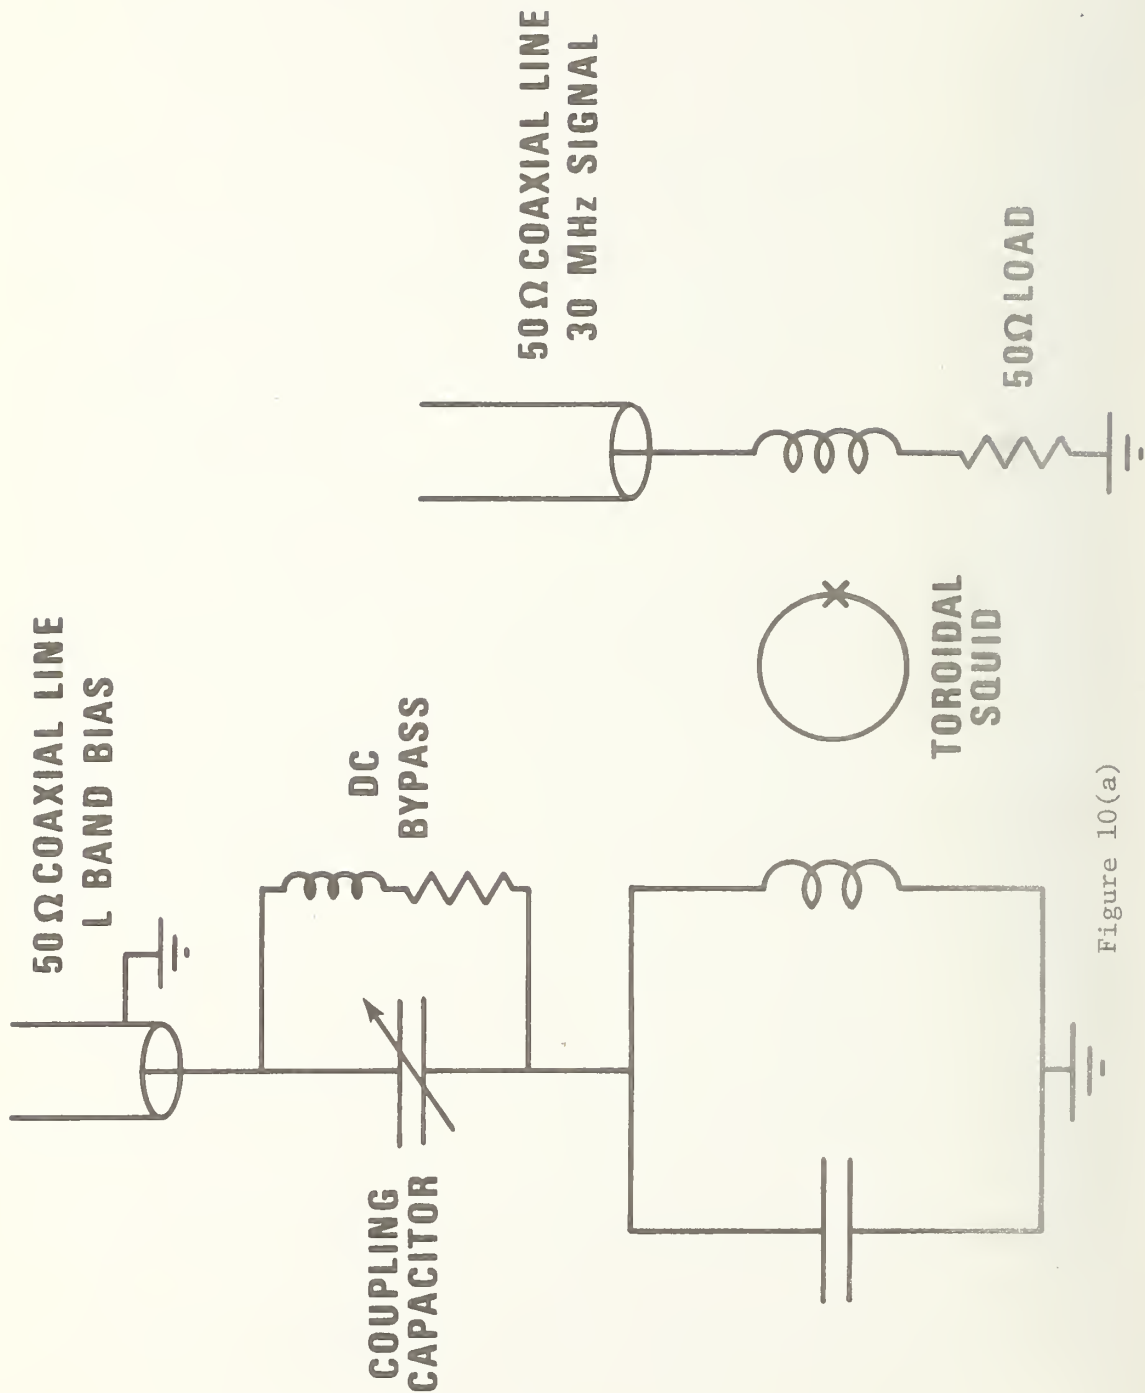 50 Ω COAXIAL LINE
L BAND BIAS
COUPLING
CAPACITOR
DC
BYPASS
50 Ω COAXIAL LINE
30 MHz SIGNAL
TOROIDAL
SQUID
50Ω LOAD
Figure 10(a)